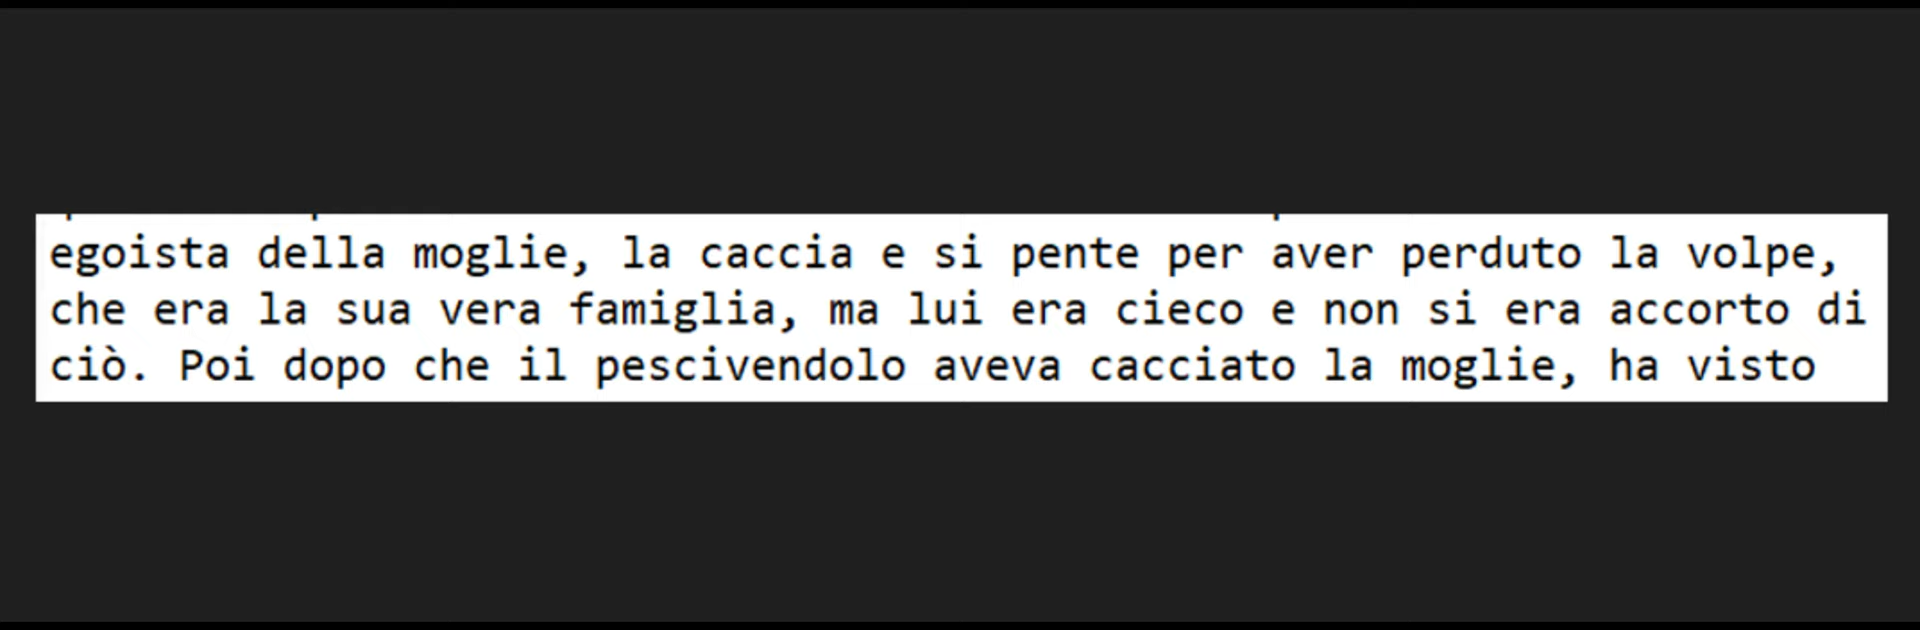 egoista della moglie, la caccia e si pente per aver perduto la volpe,
che era la sua vera famiglia, ma lui era cieco e non si era accorto di
ciò. Poi dopo che il pescivendolo aveva cacciato la moglie, ha visto